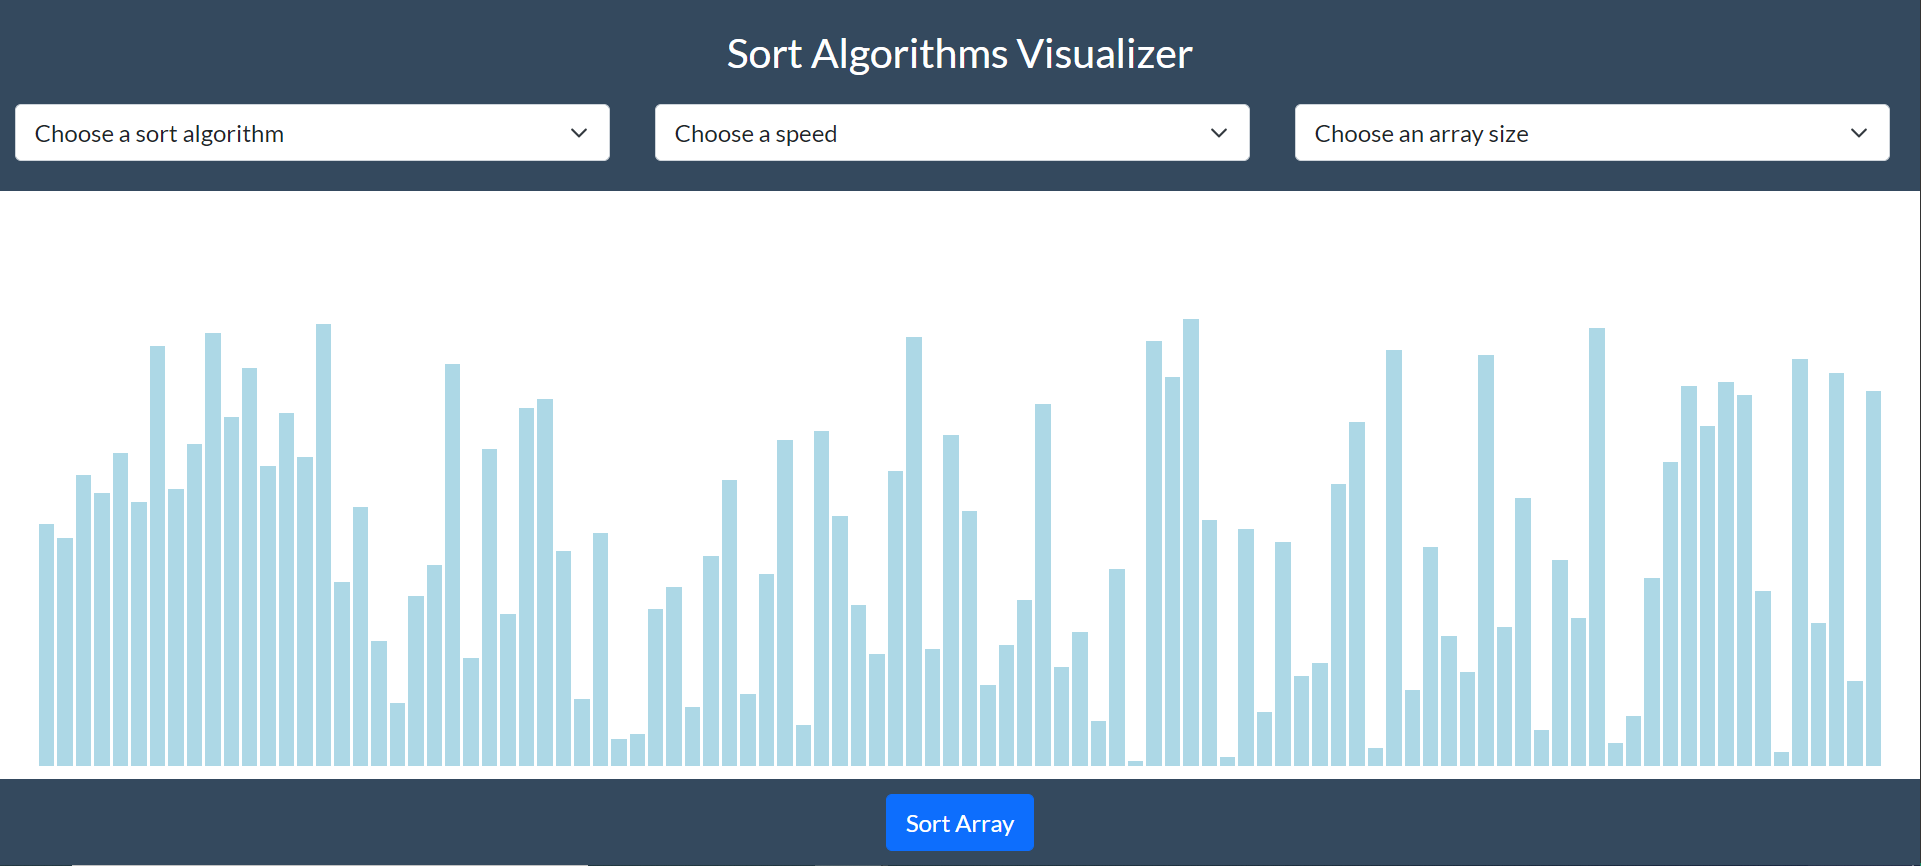 Sort Algorithms Visualizer
Choose a sort algorithm
Choose a speed
Choose an array size
Sort Array